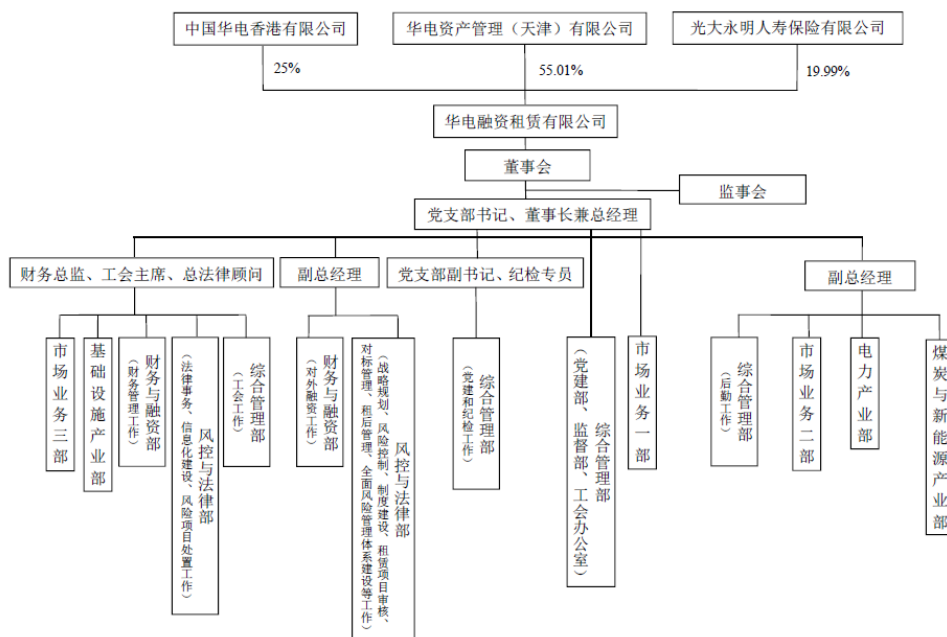 中国华电香港有限公司
华电资产管理（天津）有限公司
光大永明人寿保险有限公司
25%
55.01%
19.99%
华电融资租赁有限公司
董事会
监事会
党支部书记、董事长兼总经理
财务总监、工会主席、总法律顾问
副总经理
党支部副书记、纪检专员
副总经理
市场业务三部
基础设施产业部
财务与融资部
（财务管理工作）
风控与法律部
（法律事务、信息化建设、风险项目处置工作）
综合管理部
（工会工作）
财务与融资部
（对外融资工作）
风控与法律部
（战略规划、风险控制、制度建设、租赁项目审核、
对标管理、租后管理、全面风险管理体系建设等工作）
综合管理部
（党建和纪检工作）
综合管理部
（党建部、监督部、工会办公室）
市场业务一部
综合管理部
（后勤工作）
市场业务二部
电力产业部
煤炭与新能源产业部